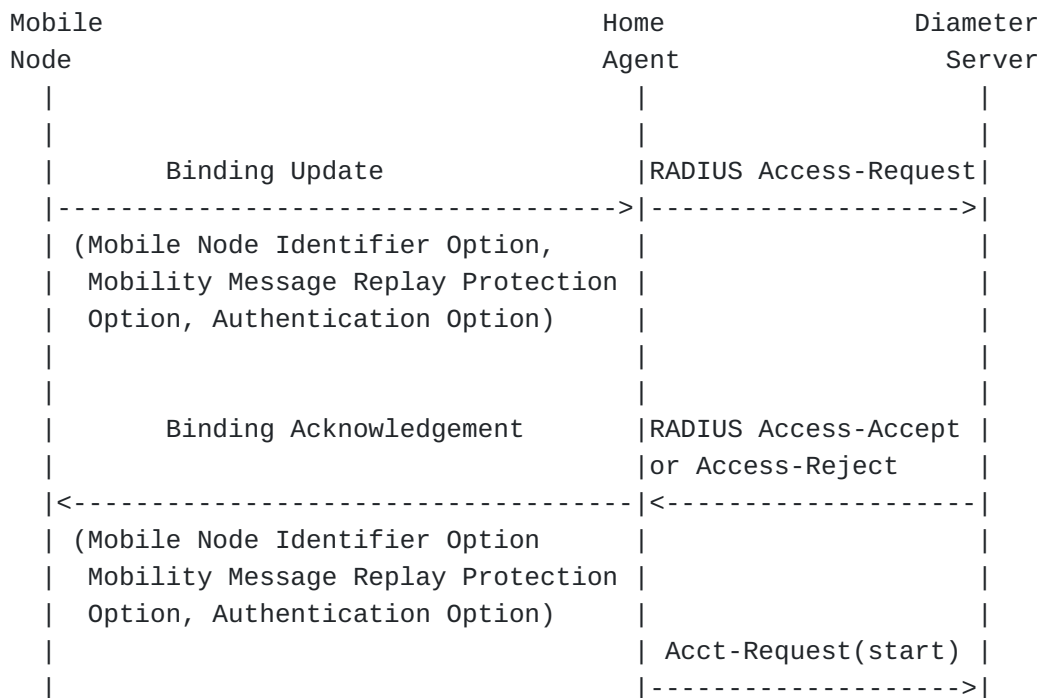 Mobile Home Diameter
Node Agent Server
Binding Update RADIUS Access-Request
(Mobile Node Identifier Option,
Mobility Message Replay Protection
Option, Authentication Option)
Binding Acknowledgement RADIUS Access-Accept
or Access-Reject
(Mobile Node Identifier Option
Mobility Message Replay Protection
Option, Authentication Option)
Acct-Request(start)